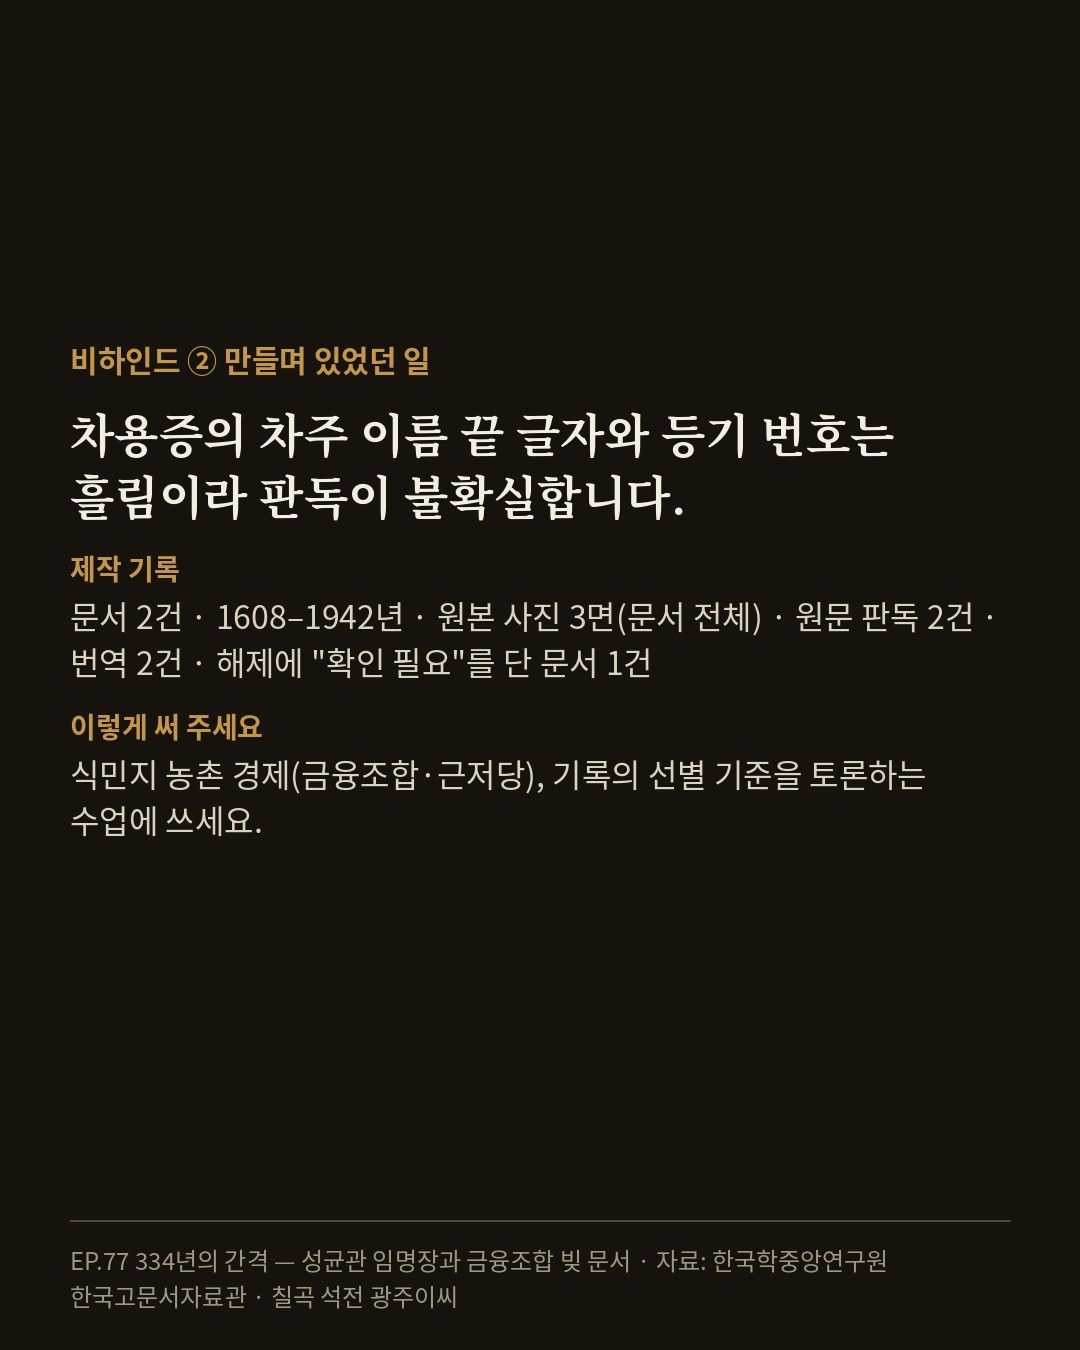 비하인드 ② 만들며 있었던 일
차용증의 차주 이름 끝 글자와 등기 번호는
흘림이라 판독이 불확실합니다.
제작 기록
문서 2건 · 1608–1942년 · 원본 사진 3면(문서 전체) · 원문 판독 2건 ·
번역 2건 · 해제에 "확인 필요"를 단 문서 1건
이렇게 써 주세요
식민지 농촌 경제(금융조합·근저당), 기록의 선별 기준을 토론하는
수업에 쓰세요.
EP.77 334년의 간격 — 성균관 임명장과 금융조합 빚 문서 · 자료: 한국학중앙연구원
한국고문서자료관 · 칠곡 석전 광주이씨